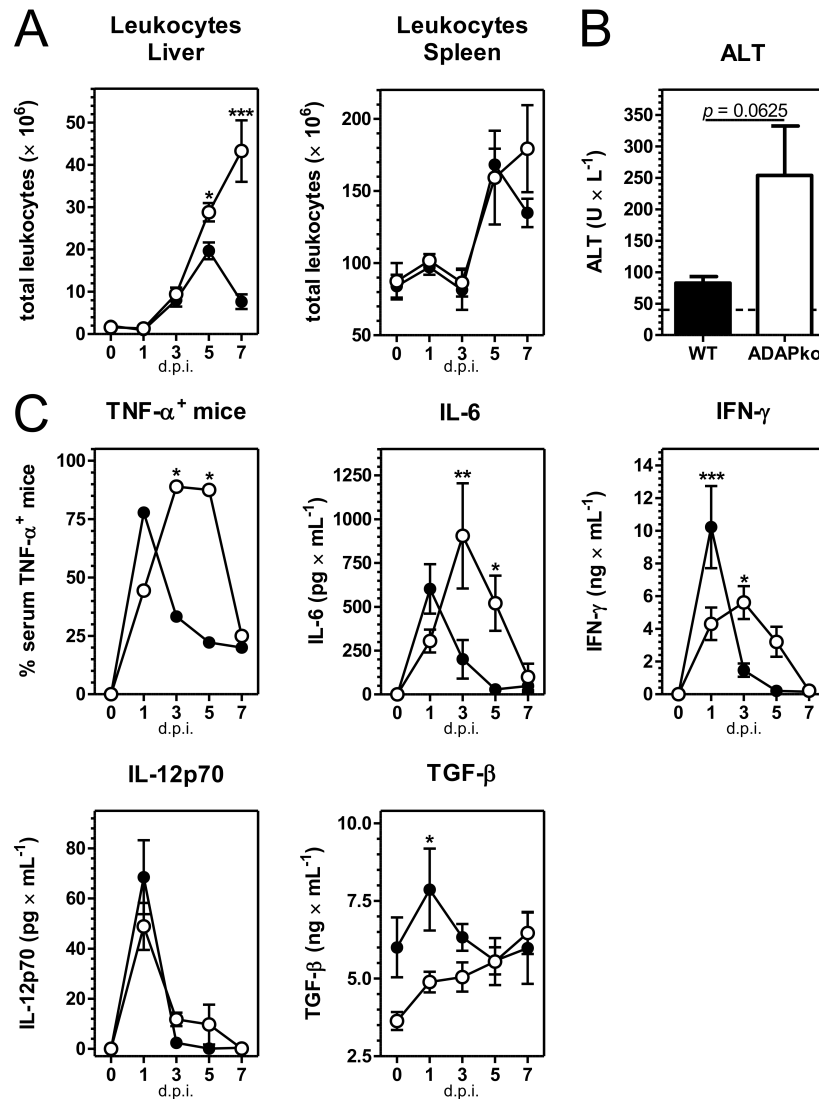 A
Leukocytes
Liver
total leukocytes (× 10⁶)
50
40
30
20
10
0
*
***
0 1 3 5 7
d.p.i.
Leukocytes
Spleen
total leukocytes (× 10⁶)
200
150
100
50
0 1 3 5 7
d.p.i.
B
ALT
ALT (U × L⁻¹)
350
300
250
200
150
100
50
0
p = 0.0625
WT ADAPko
C
TNF-α⁺ mice
% serum TNF-α⁺ mice
100
75
50
25
0
* *
0 1 3 5 7
d.p.i.
IL-6
IL-6 (pg × mL⁻¹)
1250
1000
750
500
250
0
**
*
0 1 3 5 7
d.p.i.
IFN-γ
IFN-γ (ng × mL⁻¹)
14
12
10
8
6
4
2
0
***
*
0 1 3 5 7
d.p.i.
IL-12p70
IL-12p70 (pg × mL⁻¹)
80
60
40
20
0
0 1 3 5 7
d.p.i.
TGF-β
TGF-β (ng × mL⁻¹)
10.0
7.5
5.0
2.5
*
0 1 3 5 7
d.p.i.